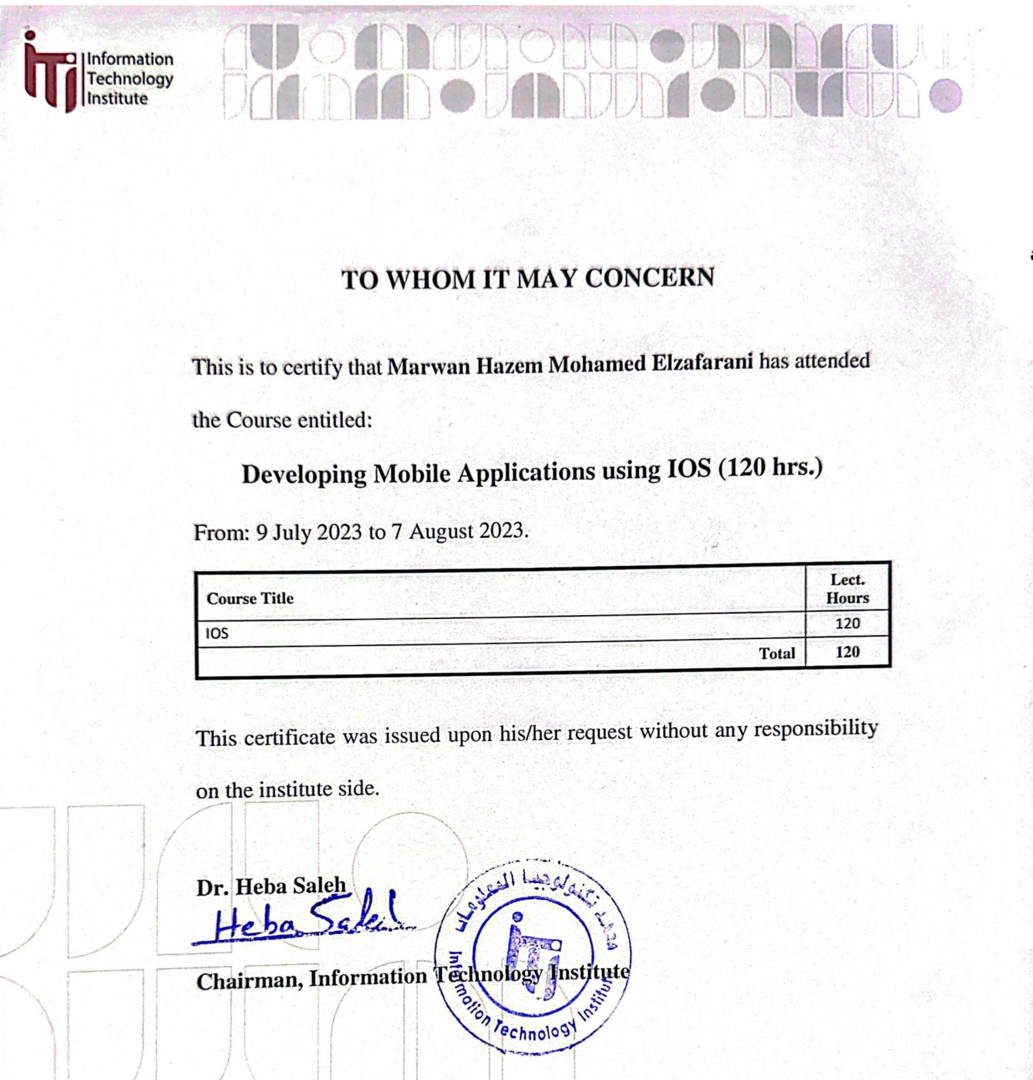 iTi
Information
Technology
Institute
TO WHOM IT MAY CONCERN
This is to certify that Marwan Hazem Mohamed Elzafarani has attended
the Course entitled:
Developing Mobile Applications using IOS (120 hrs.)
From: 9 July 2023 to 7 August 2023.
Course Title
Lect.
Hours
IOS
120
Total
120
This certificate was issued upon his/her request without any responsibility
on the institute side.
Dr. Heba Saleh
Heba Saleh
Chairman, Information Technology Institute
معهد تكنولوجيا المعلومات
iTi
Information Technology Institute